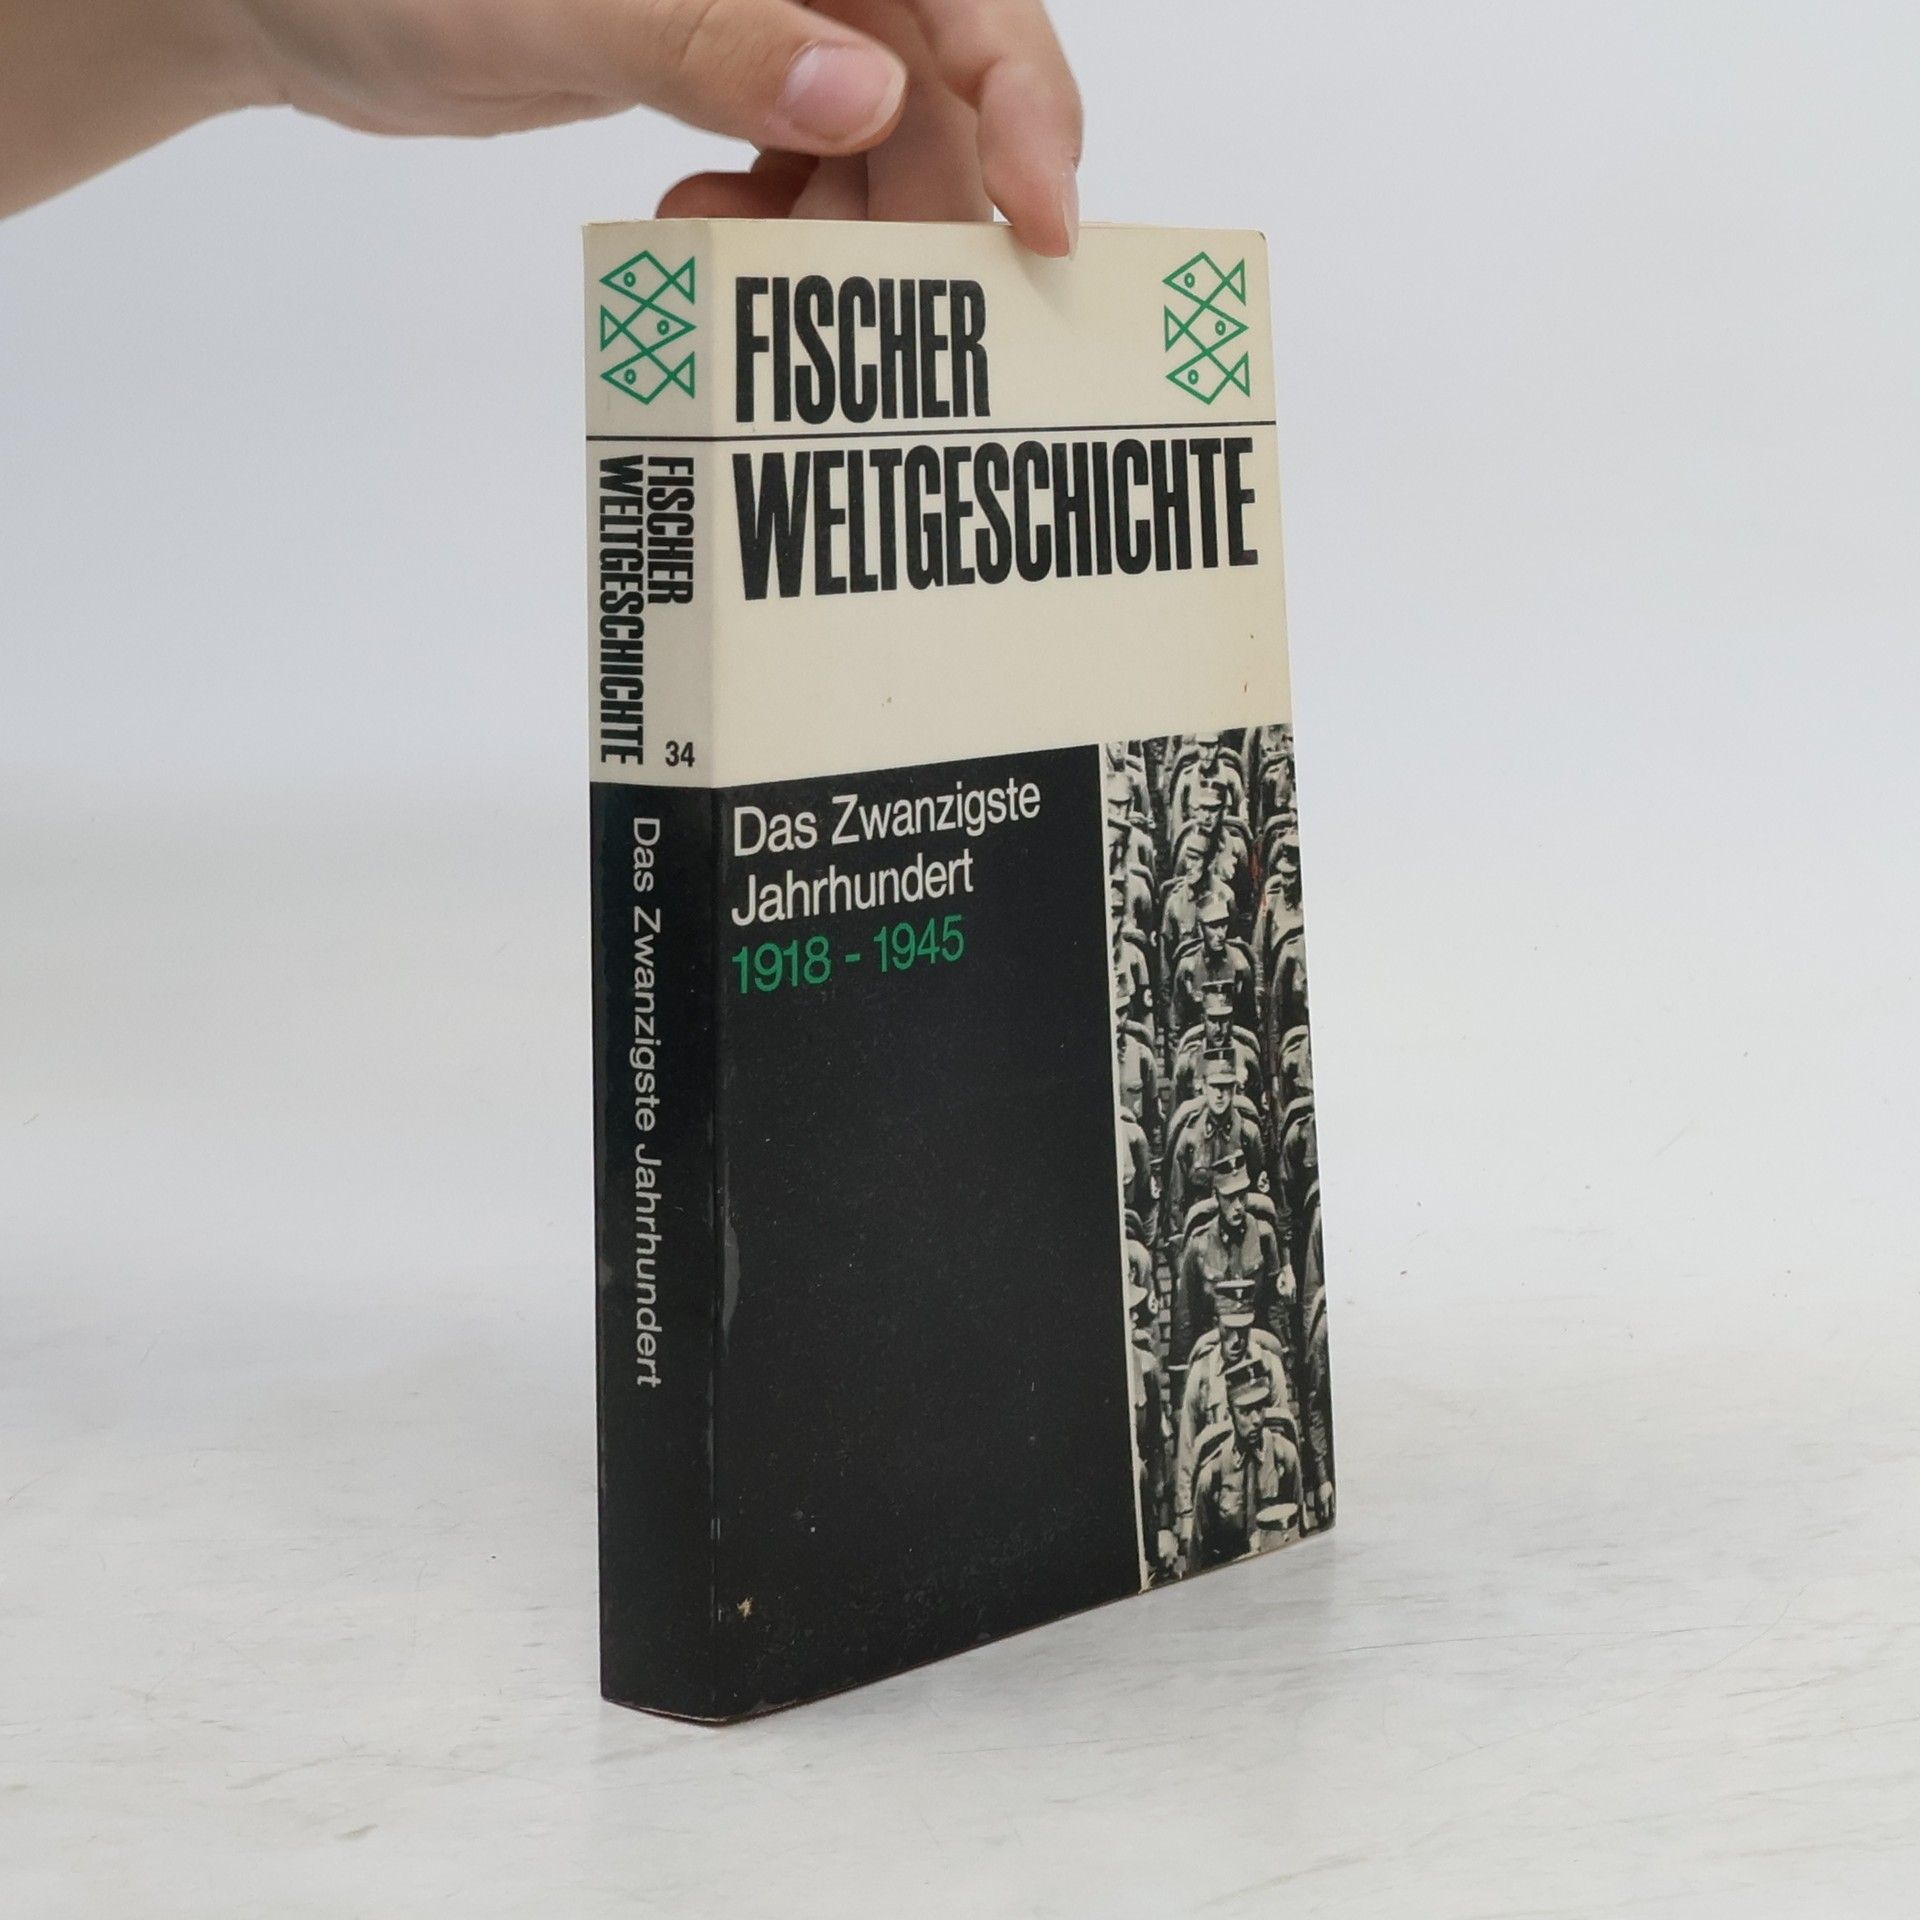 FISCHER
WELTGESCHICHTE
Das Zwanzigste
Jahrhundert
1918 - 1945
FISCHER
WELTGESCHICHTE
34
Das Zwanzigste Jahrhundert